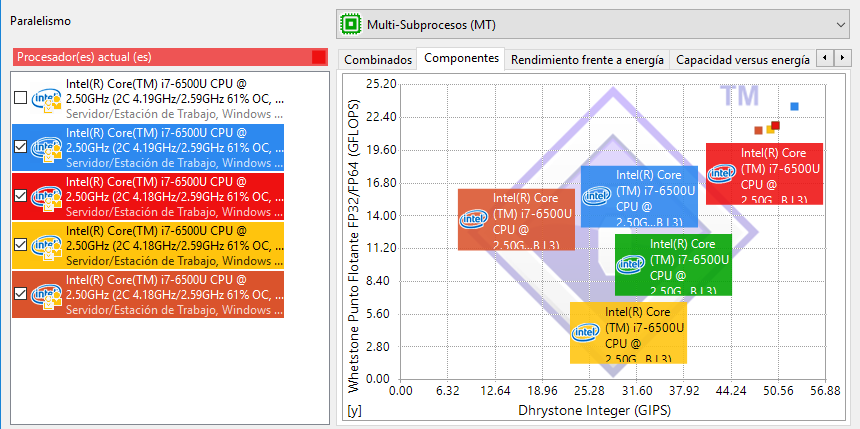 Paralelismo
Multi-Subprocesos (MT)
Procesador(es) actual (es)
Combinados
Componentes
Rendimiento frente a energía
Capacidad versus energía
Intel(R) Core(TM) i7-6500U CPU @
2.50GHz (2C 4.19GHz/2.59GHz 61% OC, ...
Servidor/Estación de Trabajo, Windows ...
Intel(R) Core(TM) i7-6500U CPU @
2.50GHz (2C 4.19GHz/2.59GHz 61% OC, ...
Servidor/Estación de Trabajo, Windows ...
Intel(R) Core(TM) i7-6500U CPU @
2.50GHz (2C 4.18GHz/2.59GHz 61% OC, ...
Servidor/Estación de Trabajo, Windows ...
Intel(R) Core(TM) i7-6500U CPU @
2.50GHz (2C 4.18GHz/2.59GHz 61% OC, ...
Servidor/Estación de Trabajo, Windows ...
Intel(R) Core(TM) i7-6500U CPU @
2.50GHz (2C 4.18GHz/2.59GHz 61% OC, ...
Servidor/Estación de Trabajo, Windows ...
Whetstone Punto Flotante FP32/FP64 (GFLOPS)
25.20
22.40
19.60
16.80
14.00
11.20
8.40
5.60
2.80
0.00
TM
intel
Intel(R) Core
(TM) i7-6500U
CPU @
2.50G...B L3)
intel
Intel(R) Core
(TM) i7-6500U
CPU @
2.50G...B L3)
intel
Intel(R) Core
(TM) i7-6500U
CPU @
2.50G...B L3)
intel
Intel(R) Core
(TM) i7-6500U
CPU @
2.50G...B L3)
intel
Intel(R) Core
(TM) i7-6500U
CPU @
2.50G...B L3)
0.00 6.32 12.64 18.96 25.28 31.60 37.92 44.24 50.56 56.88
[y]
Dhrystone Integer (GIPS)